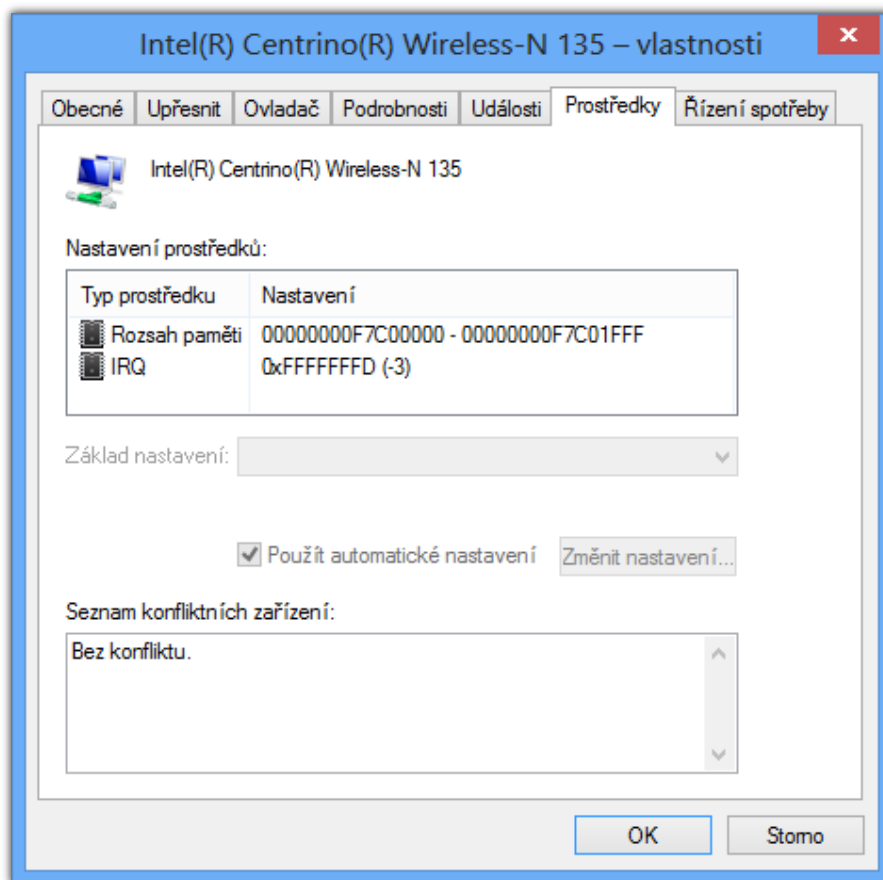 Intel(R) Centrino(R) Wireless-N 135 – vlastnosti
Obecné Upřesnit Ovladač Podrobnosti Události Prostředky Řízení spotřeby
Intel(R) Centrino(R) Wireless-N 135
Nastavení prostředků:
Typ prostředku Nastavení
Rozsah paměti 00000000F7C00000 - 00000000F7C01FFF
IRQ 0xFFFFFFFD (-3)
Základ nastavení:
Použít automatické nastavení Změnit nastavení...
Seznam konfliktních zařízení:
Bez konfliktu.
OK Storno